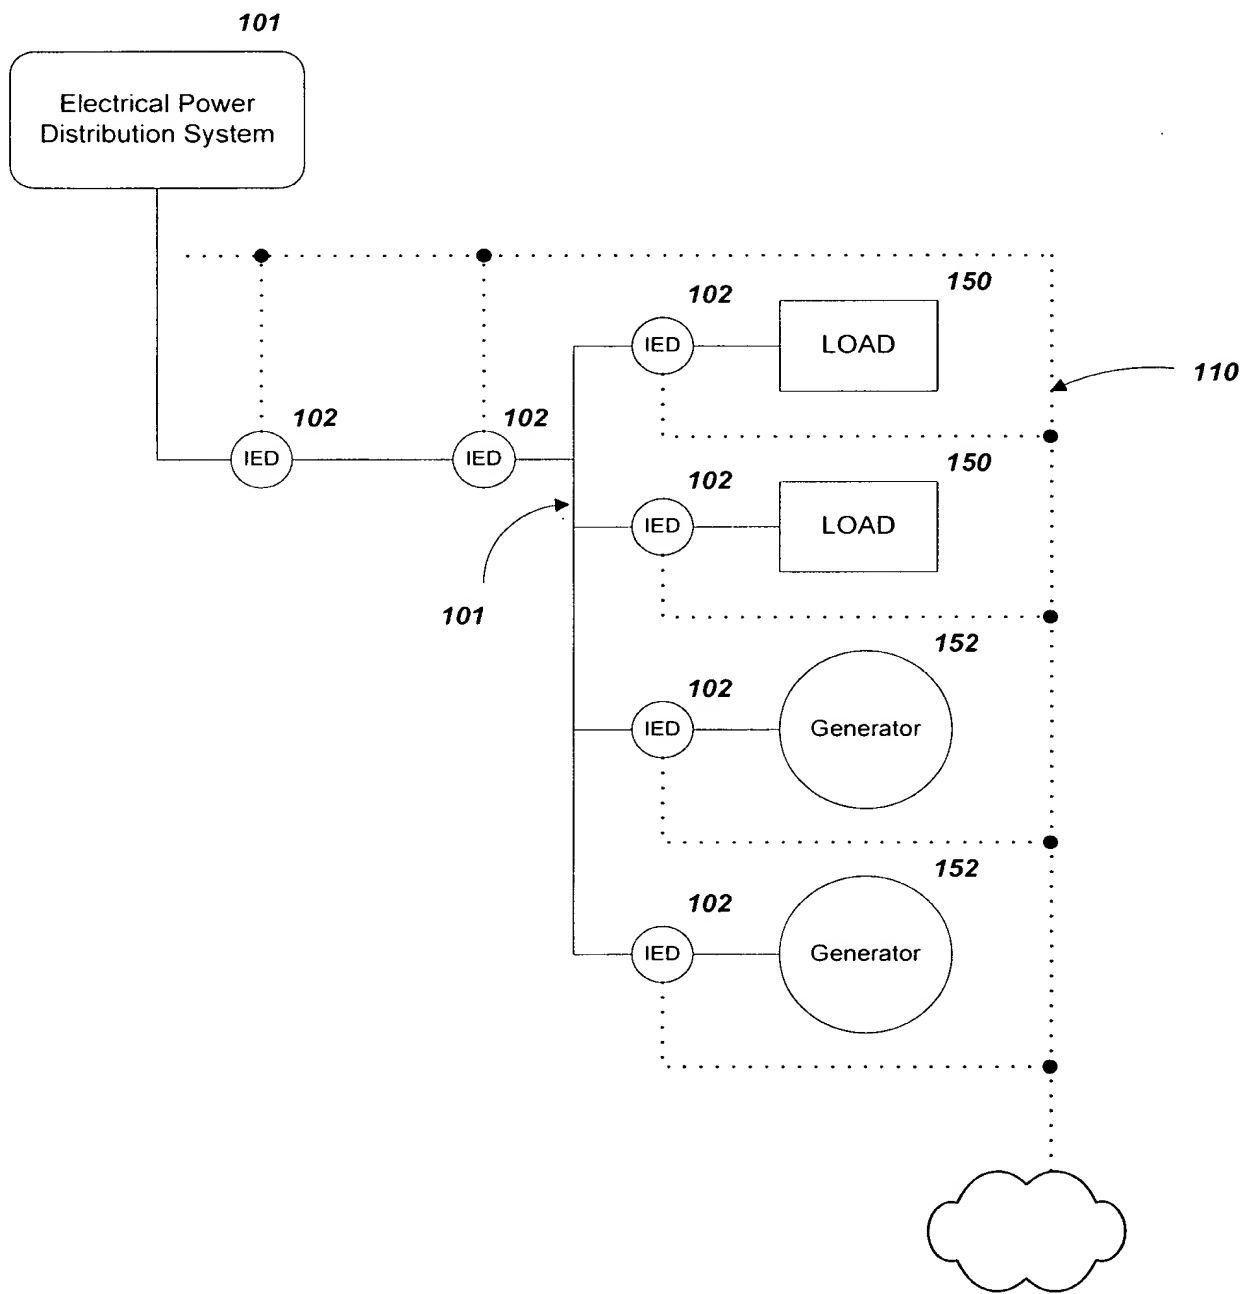 101
Electrical Power
Distribution System
150
102
IED
LOAD
110
102
102
IED
IED
150
102
IED
LOAD
101
152
102
IED
Generator
152
102
IED
Generator